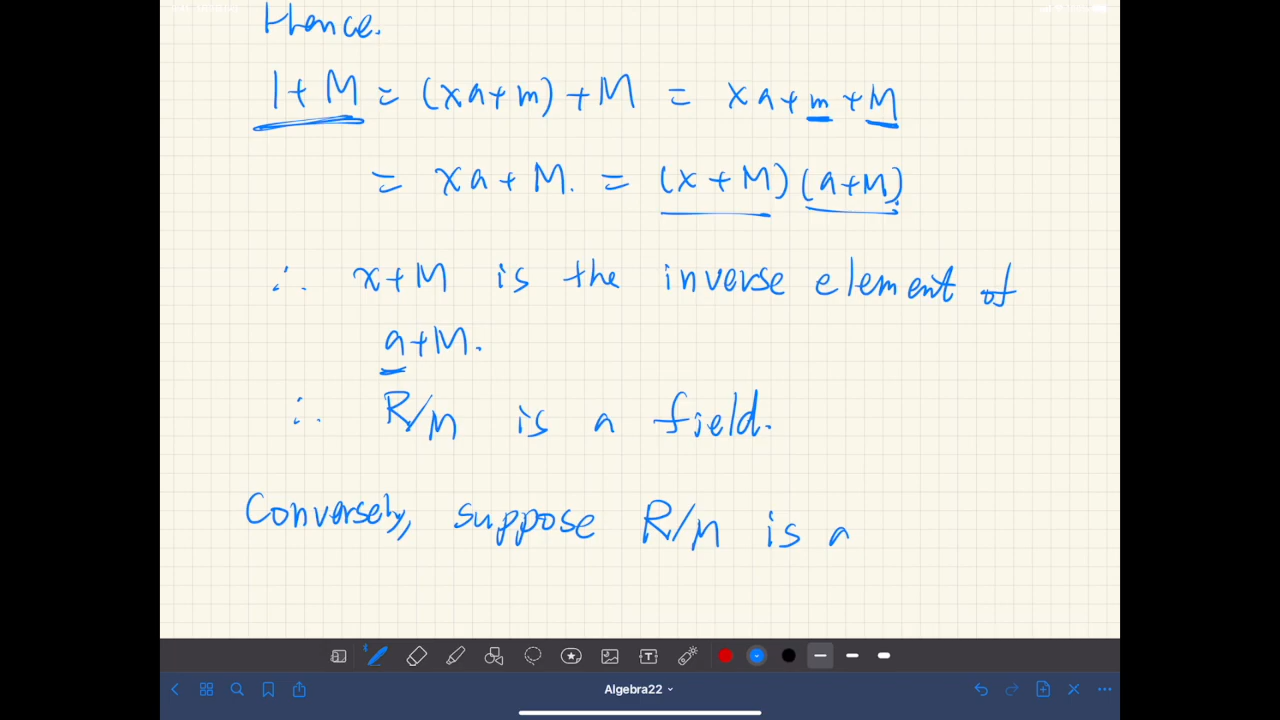 Hence.
1+M = (xa+m)+M = xa+m+M
= xa+M. = (x+M)(a+M)
∴ x+M is the inverse element of
a+M.
∴ R/M is a field.
Conversely, suppose R/M is a
Algebra22